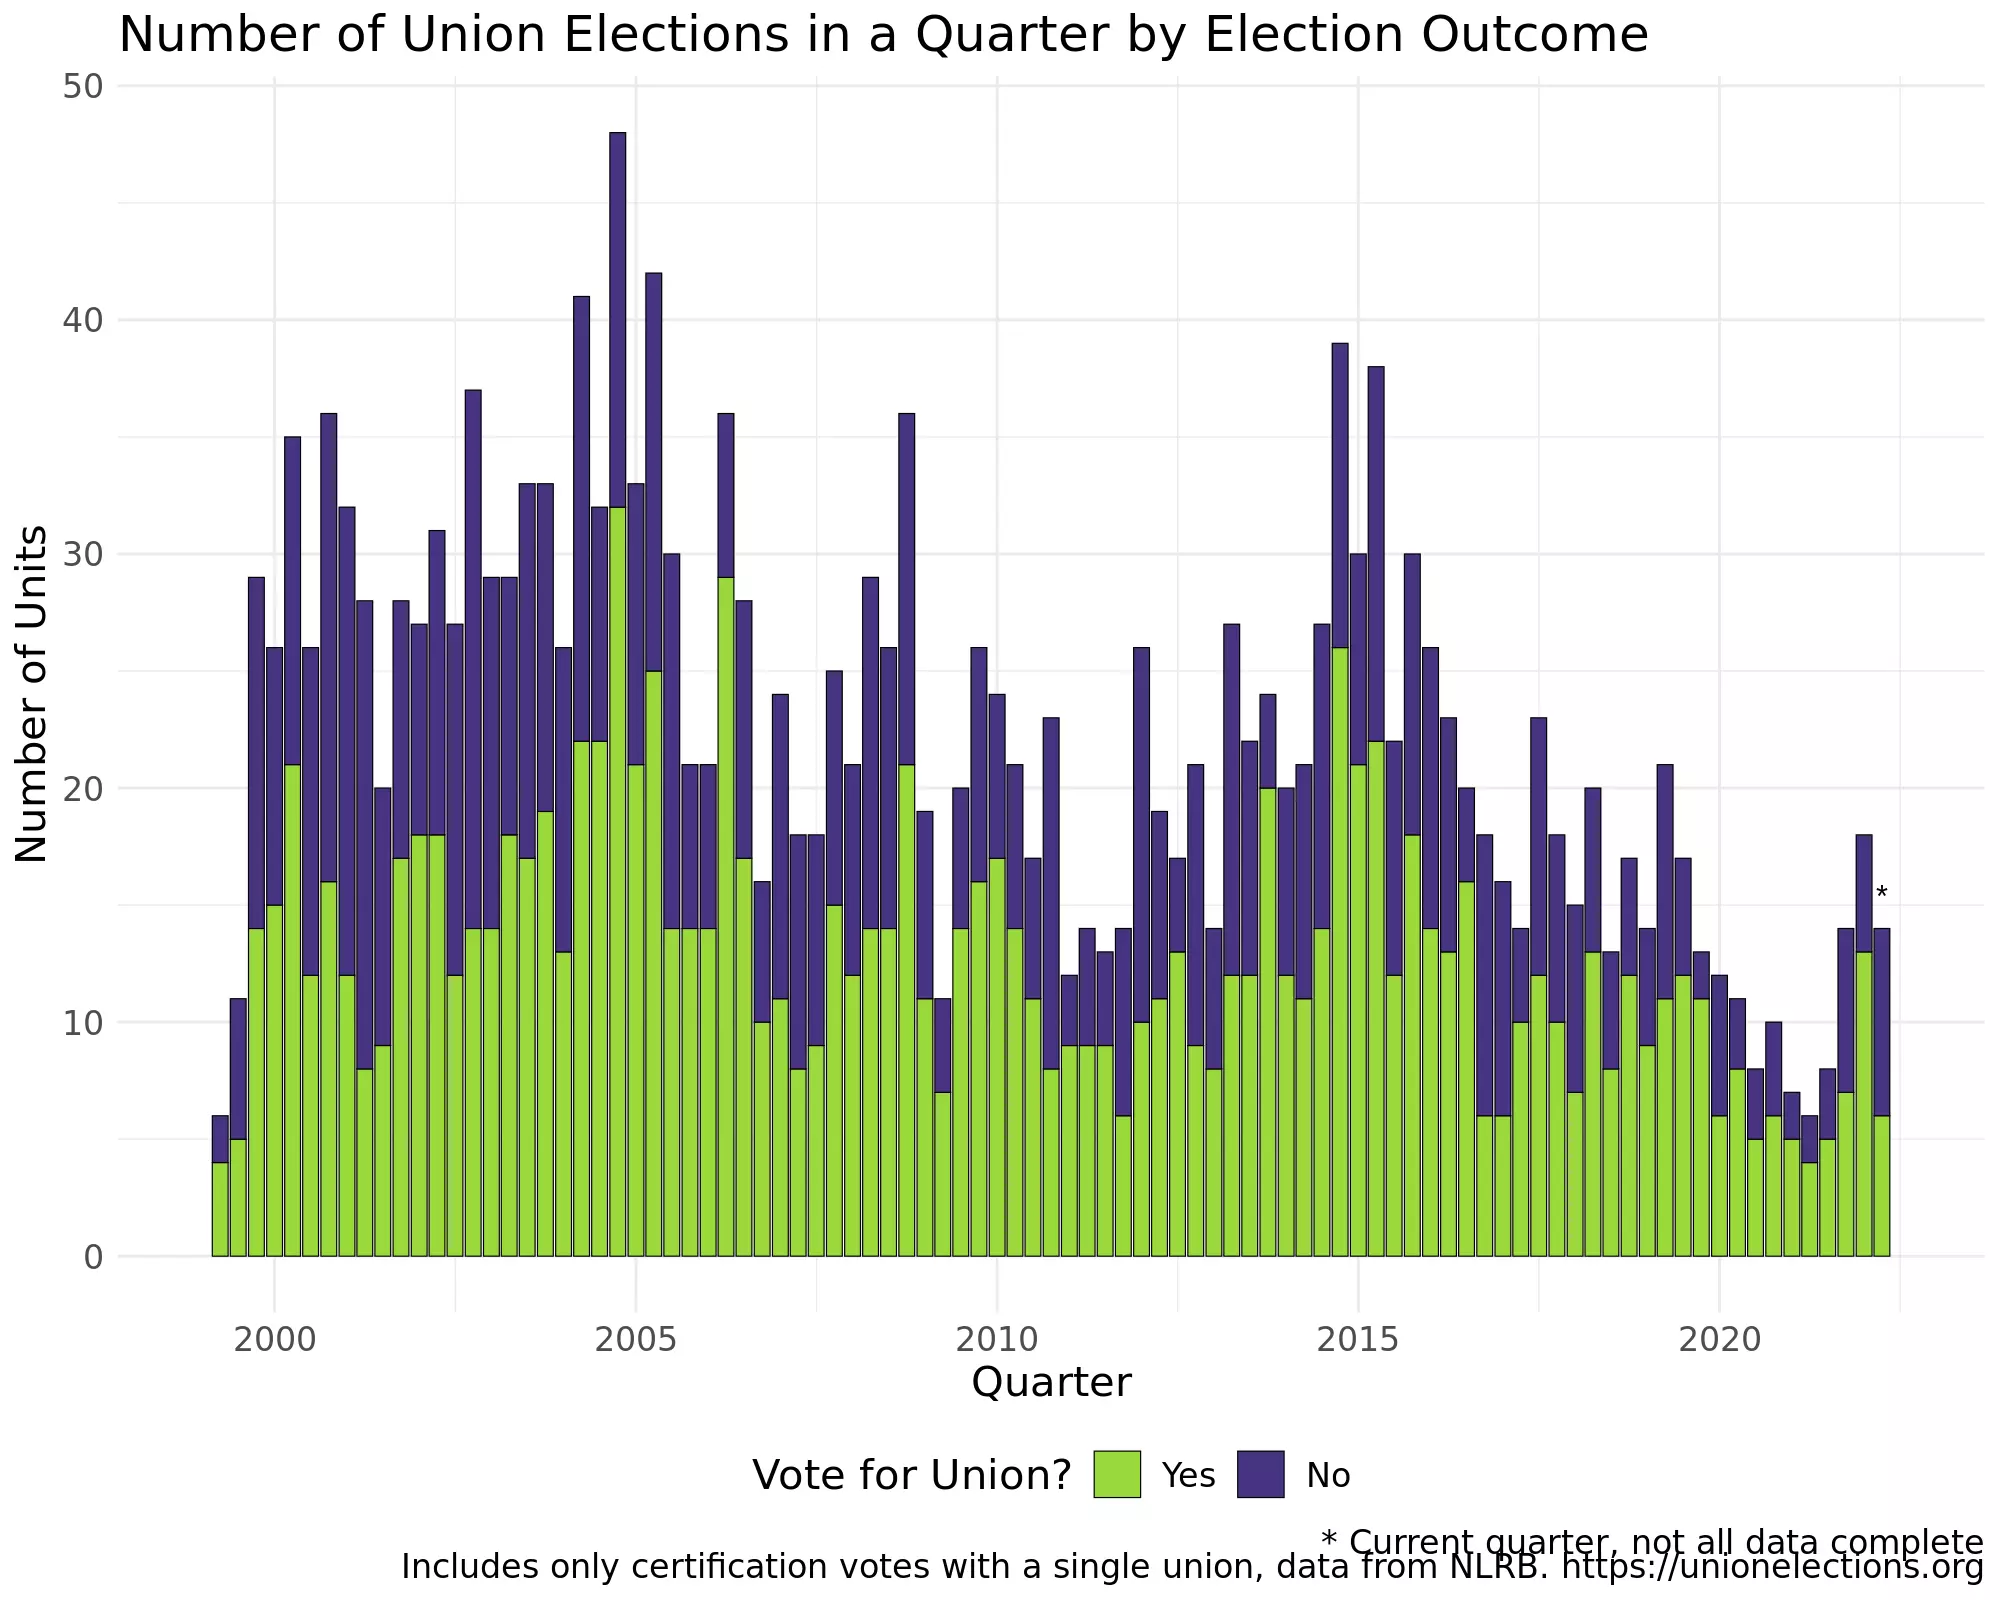 Number of Union Elections in a Quarter by Election Outcome
50
40
30
20
10
0
Number of Units
*
2000 2005 2010 2015 2020
Quarter
Vote for Union? Yes No
* Current quarter, not all data complete
Includes only certification votes with a single union, data from NLRB. https://unionelections.org